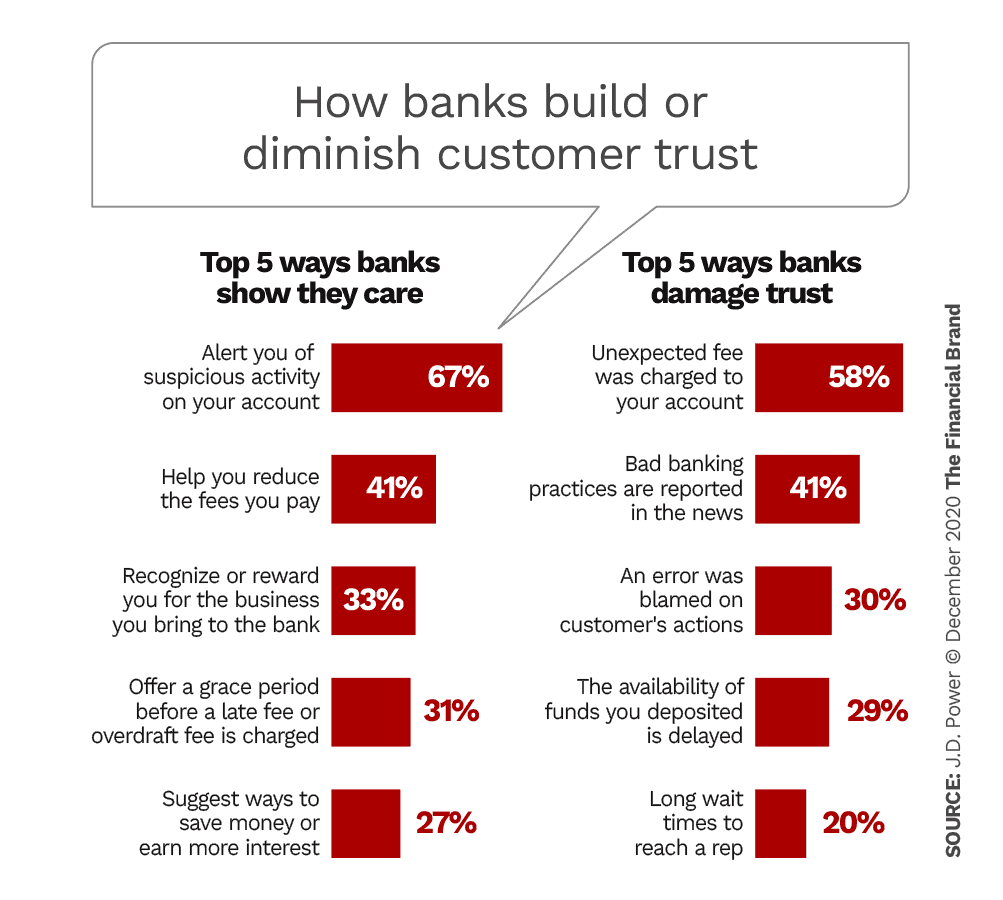 How banks build or
diminish customer trust
Top 5 ways banks
show they care
Alert you of
suspicious activity
on your account
67%
Help you reduce
the fees you pay
41%
Recognize or reward
you for the business
you bring to the bank
33%
Offer a grace period
before a late fee or
overdraft fee is charged
31%
Suggest ways to
save money or
earn more interest
27%
Top 5 ways banks
damage trust
Unexpected fee
was charged to
your account
58%
Bad banking
practices are reported
in the news
41%
An error was
blamed on
customer's actions
30%
The availability of
funds you deposited
is delayed
29%
Long wait
times to
reach a rep
20%
SOURCE: J.D. Power © December 2020 The Financial Brand